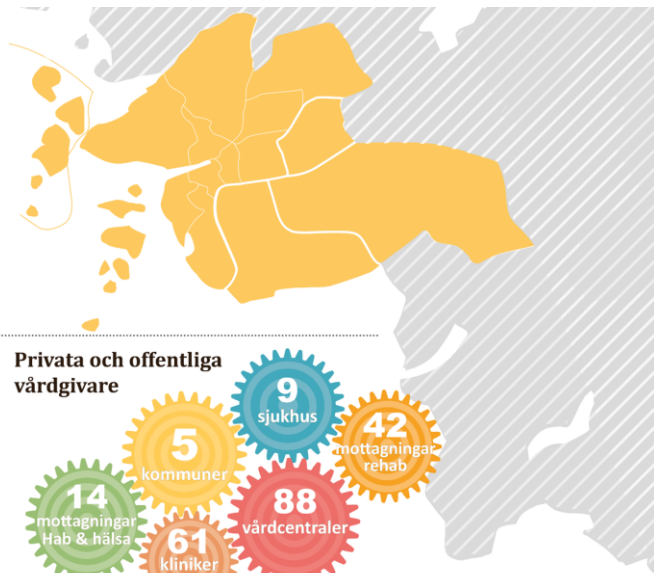 Privata och offentliga
vårdgivare
9
sjukhus
42
mottagningar
rehab
5
kommuner
14
mottagningar
Hab & hälsa
88
vårdcentraler
61
kliniker